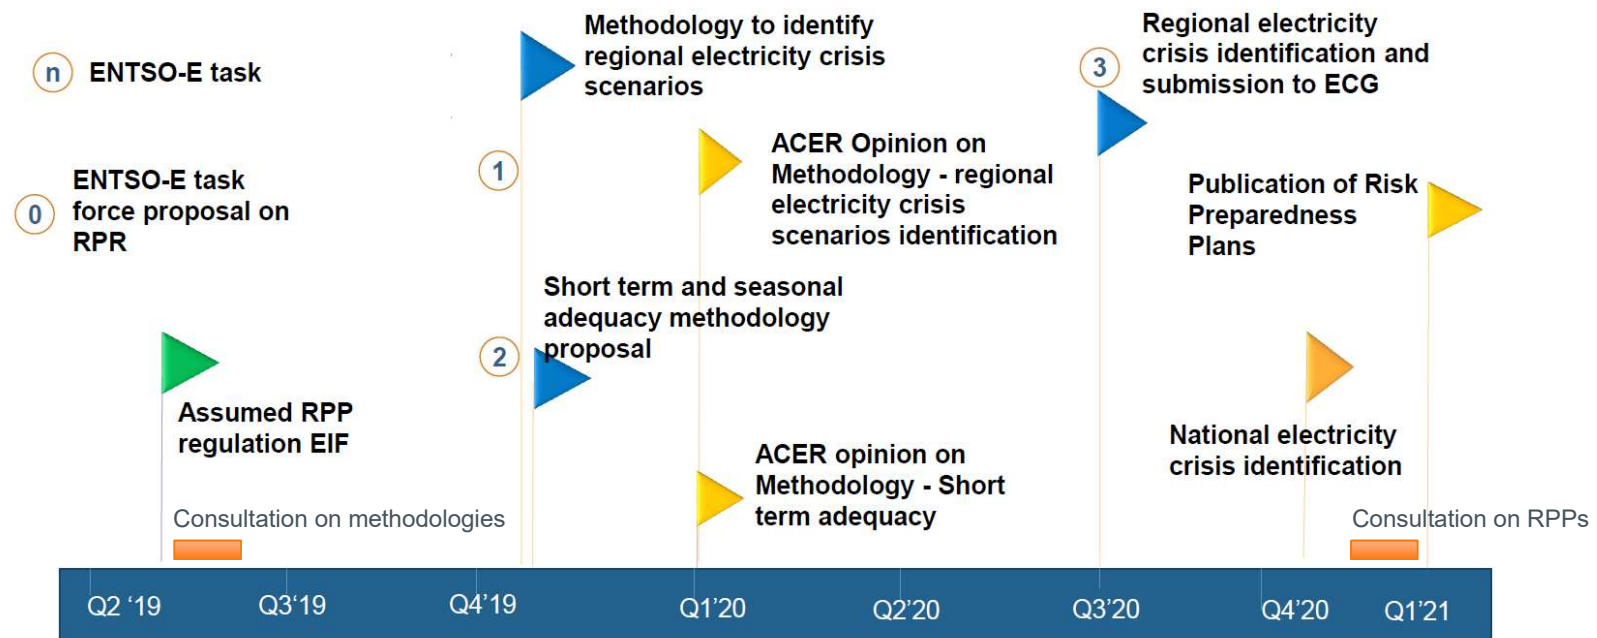 n
ENTSO-E task
0
ENTSO-E task
force proposal on
RPR
Assumed RPP
regulation EIF
Consultation on methodologies
Methodology to identify
regional electricity crisis
scenarios
1
ACER Opinion on
Methodology - regional
electricity crisis
scenarios identification
Short term and seasonal
adequacy methodology
proposal
2
ACER opinion on
Methodology - Short
term adequacy
3
Regional electricity
crisis identification and
submission to ECG
Publication of Risk
Preparedness
Plans
National electricity
crisis identification
Consultation on RPPs
Q2 ‘19
Q3‘19
Q4’19
Q1’20
Q2’20
Q3’20
Q4’20
Q1’21